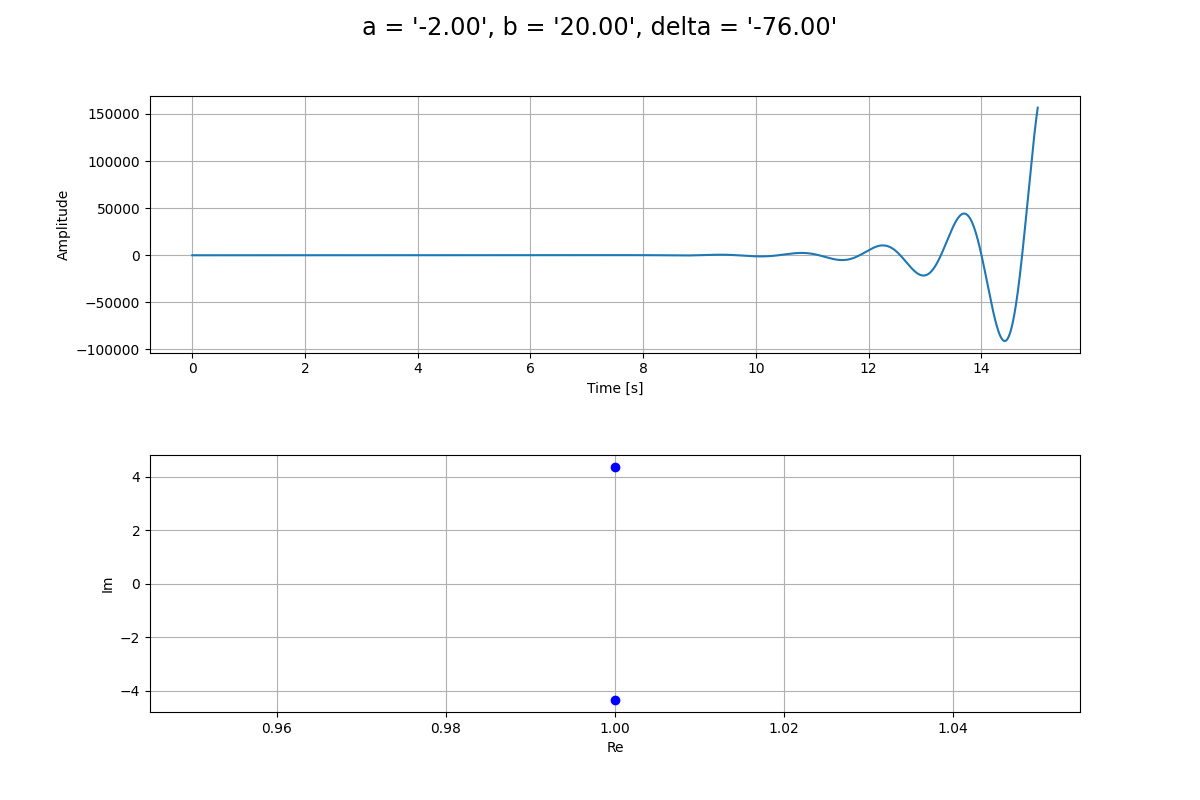 a = '-2.00', b = '20.00', delta = '-76.00'
150000
100000
50000
0
−50000
−100000
Amplitude
0 2 4 6 8 10 12 14
Time [s]
4
2
0
−2
−4
Im
0.96 0.98 1.00 1.02 1.04
Re